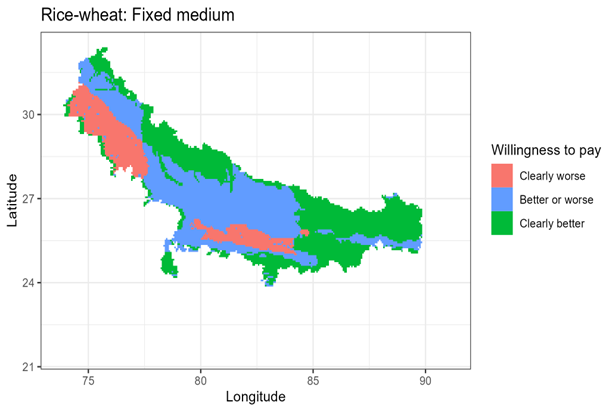 Rice-wheat: Fixed medium
30
27
24
21
Latitude
75
80
85
90
Longitude
Willingness to pay
Clearly worse
Better or worse
Clearly better